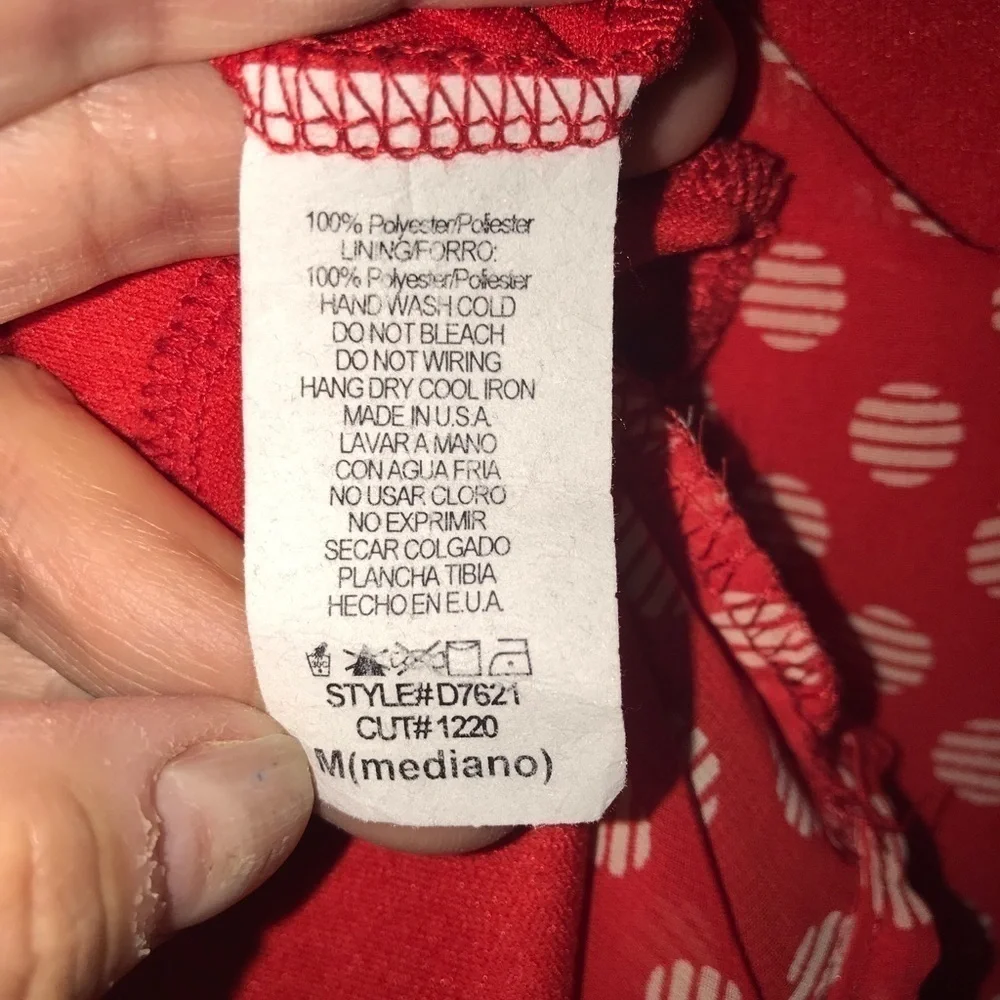 100% Polyester/Poliester
LINING/FORRO:
100% Polyester/Poliester
HAND WASH COLD
DO NOT BLEACH
DO NOT WIRING
HANG DRY COOL IRON
MADE IN U.S.A.
LAVAR A MANO
CON AGUA FRIA
NO USAR CLORO
NO EXPRIMIR
SECAR COLGADO
PLANCHA TIBIA
HECHO EN E.U.A.
STYLE# D7621
CUT# 1220
M(mediano)